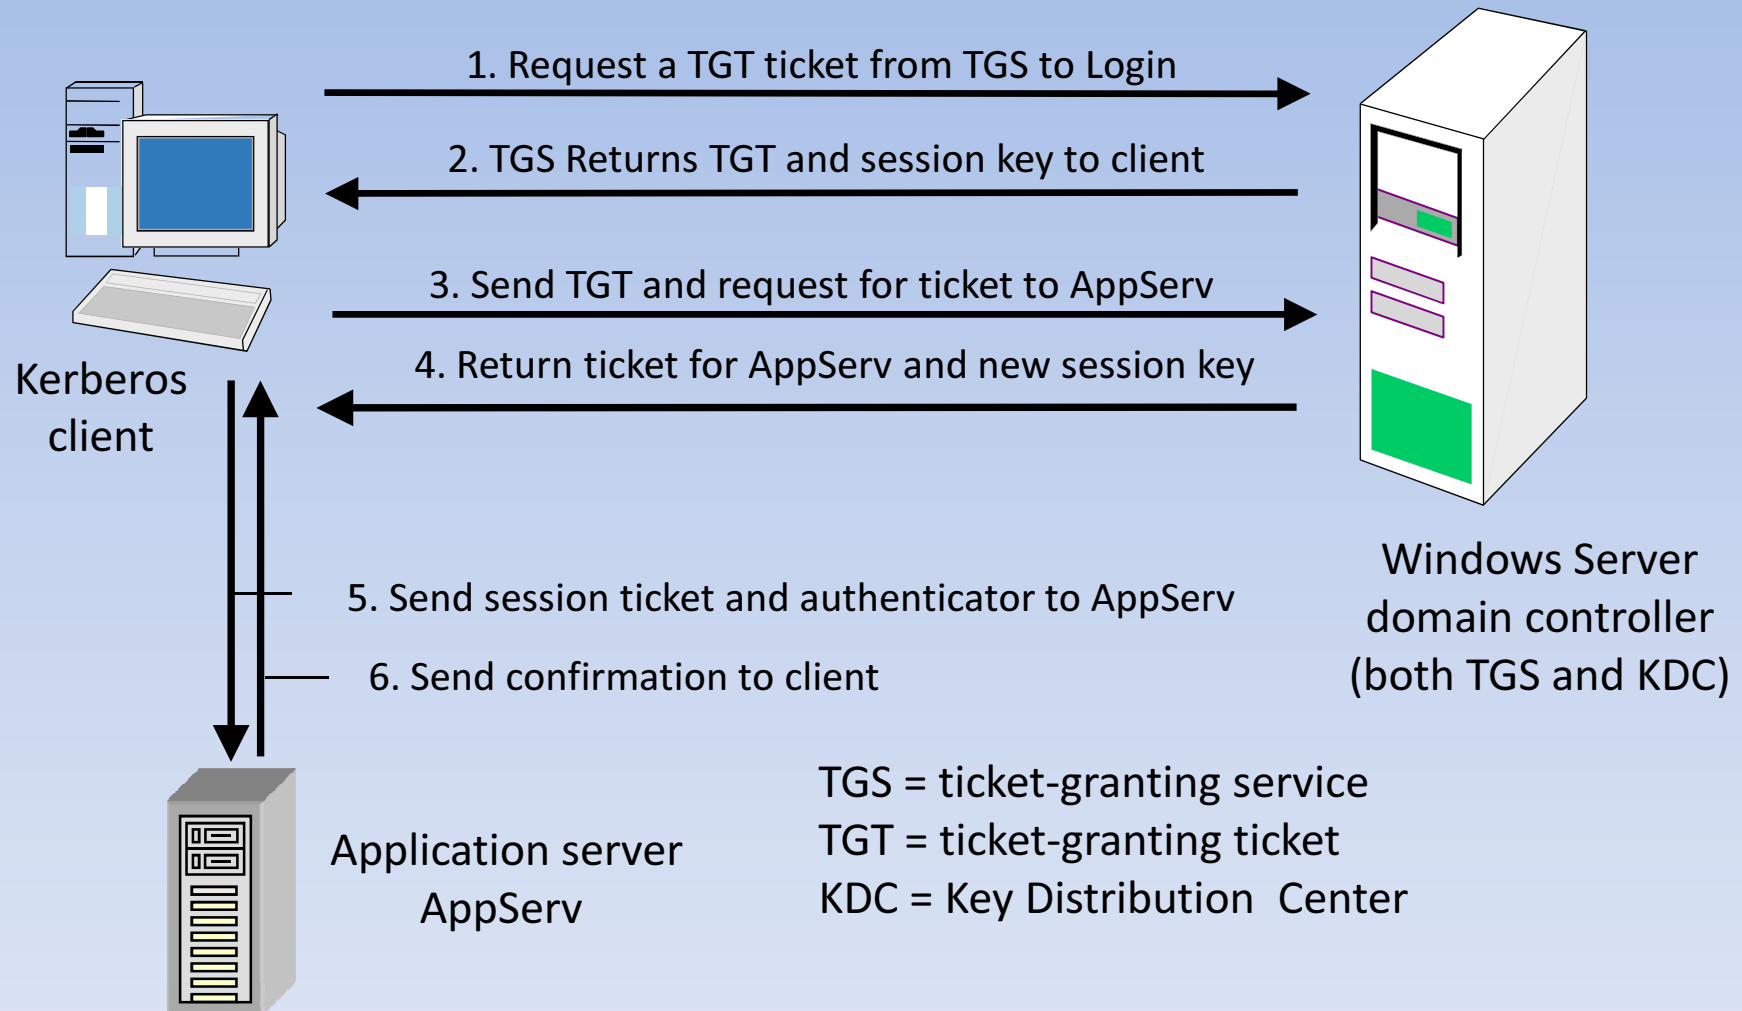 1. Request a TGT ticket from TGS to Login
2. TGS Returns TGT and session key to client
3. Send TGT and request for ticket to AppServ
4. Return ticket for AppServ and new session key
Kerberos
client
5. Send session ticket and authenticator to AppServ
6. Send confirmation to client
Windows Server
domain controller
(both TGS and KDC)
Application server
AppServ
TGS = ticket-granting service
TGT = ticket-granting ticket
KDC = Key Distribution  Center